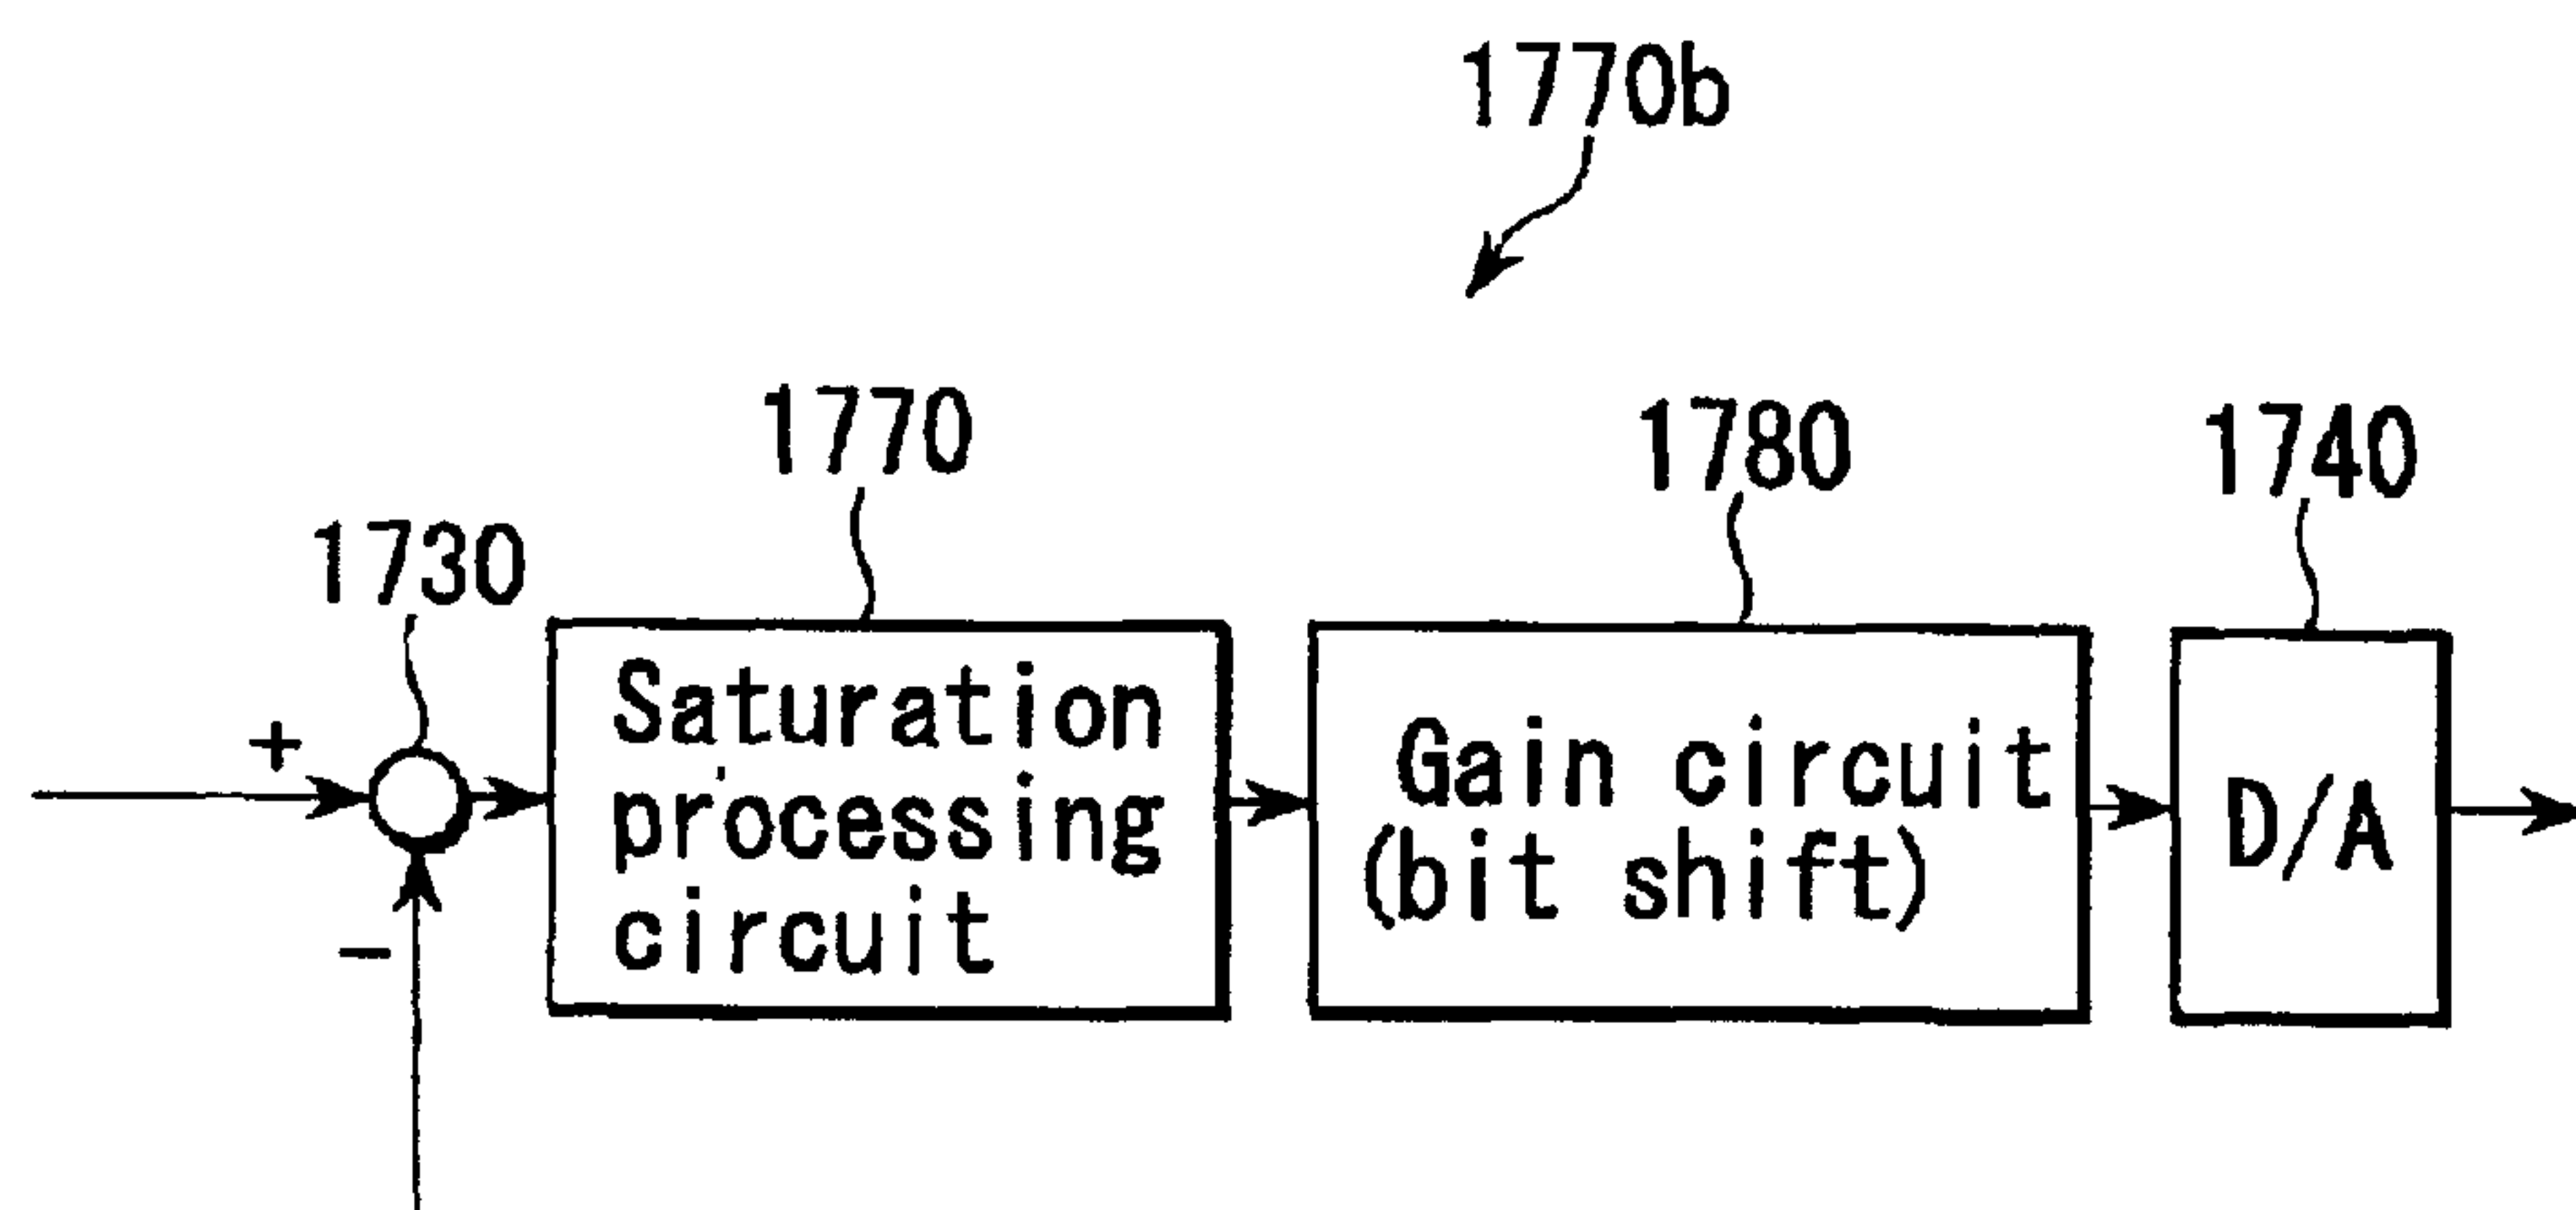 1770b
1770
1780
1740
1730
+
Saturation
processing
circuit
Gain circuit
(bit shift)
D/A
-